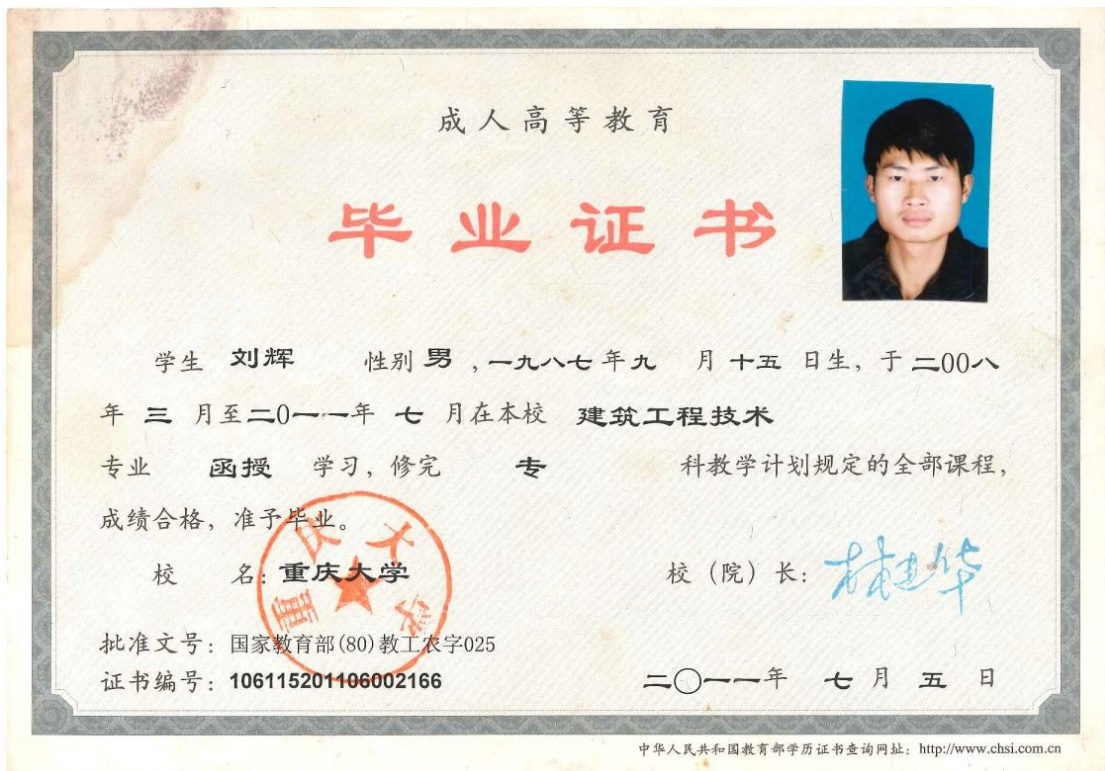 成人高等教育
毕业证书
学生 刘辉 性别 男 ，一九八七年九 月 十五 日生，于 二00八
年 三 月至二0一一年 七 月在本校 建筑工程技术
专业 函授 学习，修完 专 科教学计划规定的全部课程，
成绩合格，准予毕业。
校 名：重庆大学 校（院）长：林建华
重庆大学
批准文号：国家教育部(80)教工农字025
证书编号：106115201106002166 二〇一一年 七 月 五 日
中华人民共和国教育部学历证书查询网址：http://www.chsi.com.cn